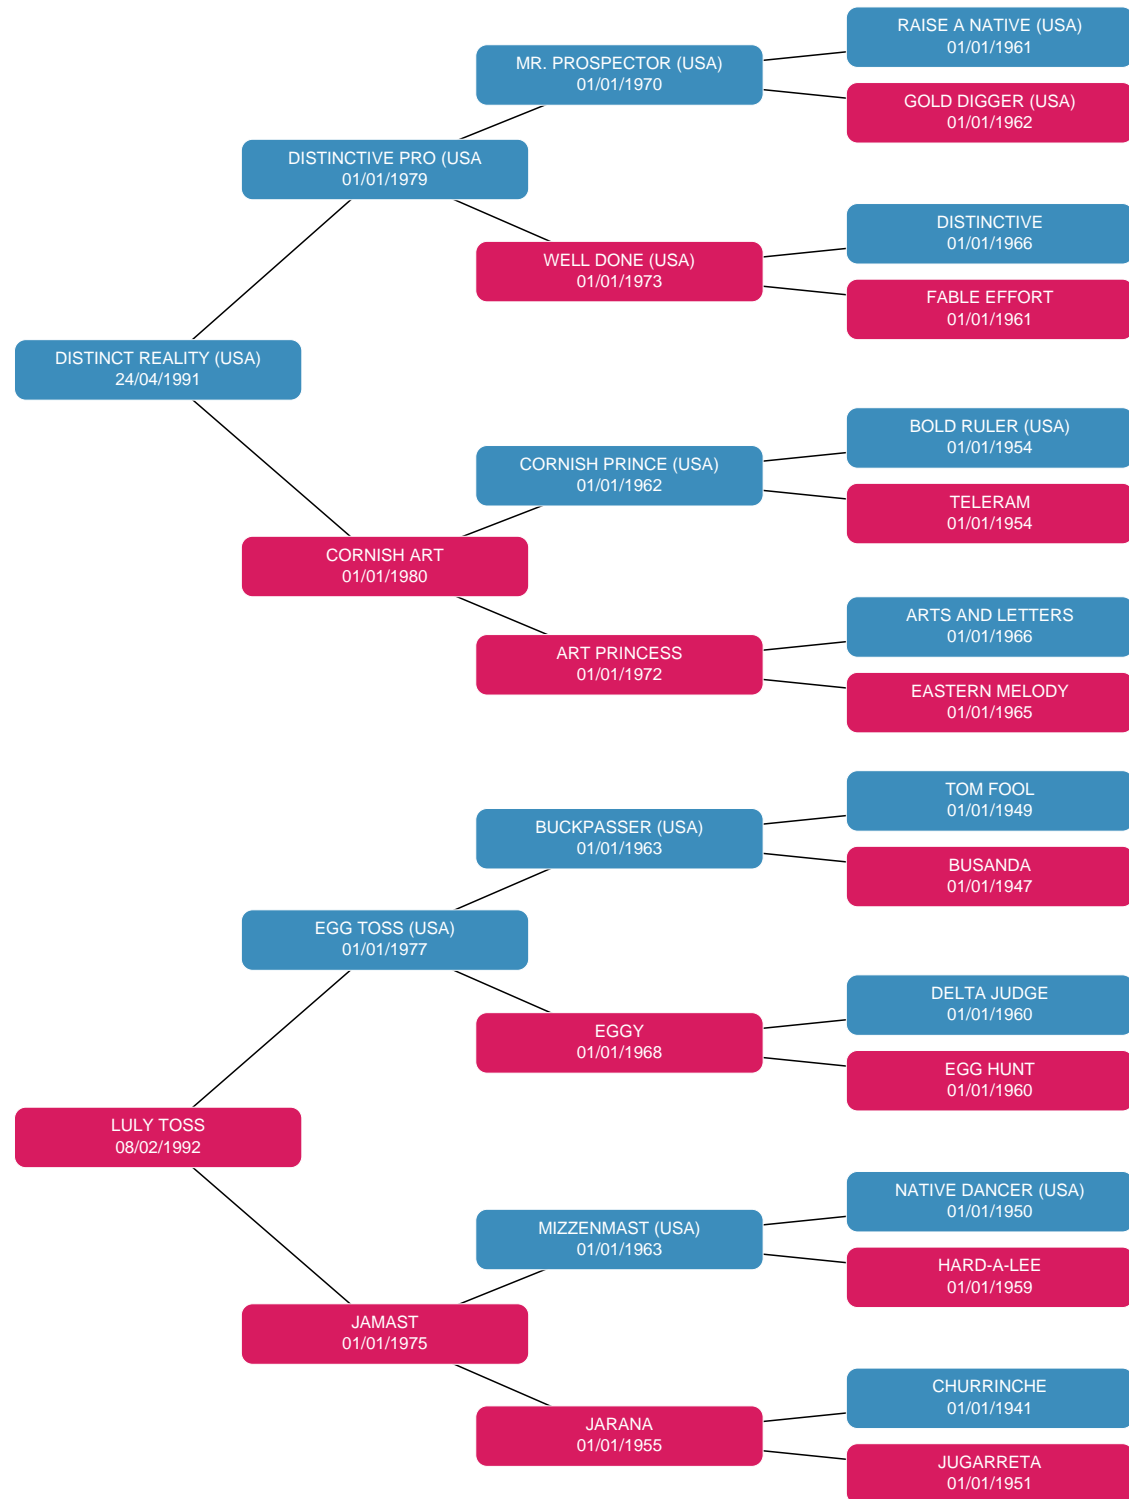 RAISE A NATIVE (USA)
01/01/1961
MR. PROSPECTOR (USA)
01/01/1970
GOLD DIGGER (USA)
01/01/1962
DISTINCTIVE PRO (USA
01/01/1979
DISTINCTIVE
01/01/1966
WELL DONE (USA)
01/01/1973
FABLE EFFORT
01/01/1961
DISTINCT REALITY (USA)
24/04/1991
BOLD RULER (USA)
01/01/1954
CORNISH PRINCE (USA)
01/01/1962
TELERAM
01/01/1954
CORNISH ART
01/01/1980
ARTS AND LETTERS
01/01/1966
ART PRINCESS
01/01/1972
EASTERN MELODY
01/01/1965
TOM FOOL
01/01/1949
BUCKPASSER (USA)
01/01/1963
BUSANDA
01/01/1947
EGG TOSS (USA)
01/01/1977
DELTA JUDGE
01/01/1960
EGGY
01/01/1968
EGG HUNT
01/01/1960
LULY TOSS
08/02/1992
NATIVE DANCER (USA)
01/01/1950
MIZZENMAST (USA)
01/01/1963
HARD-A-LEE
01/01/1959
JAMAST
01/01/1975
CHURRINCHE
01/01/1941
JARANA
01/01/1955
JUGARRETA
01/01/1951